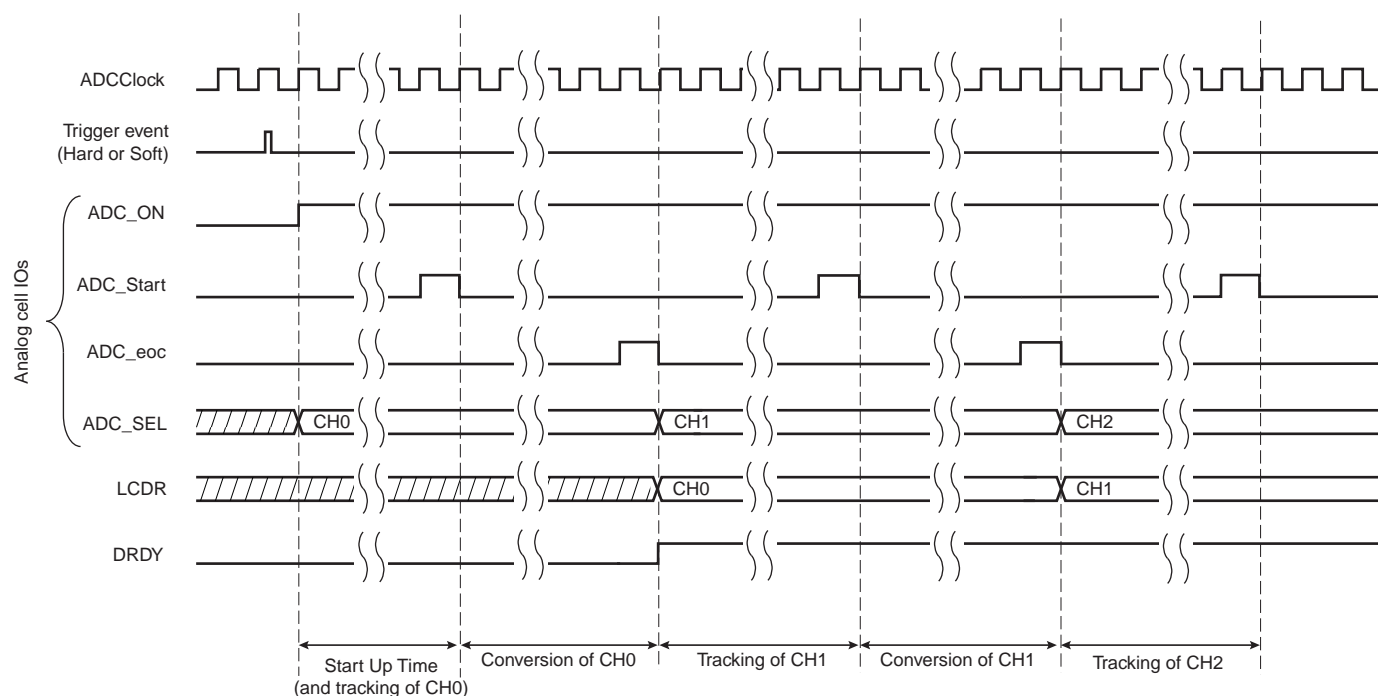 ADCClock
Trigger event
(Hard or Soft)
Analog cell IOs
ADC_ON
ADC_Start
ADC_eoc
ADC_SEL
CH0
CH1
CH2
LCDR
CH0
CH1
DRDY
Start Up Time
(and tracking of CH0)
Conversion of CH0
Tracking of CH1
Conversion of CH1
Tracking of CH2